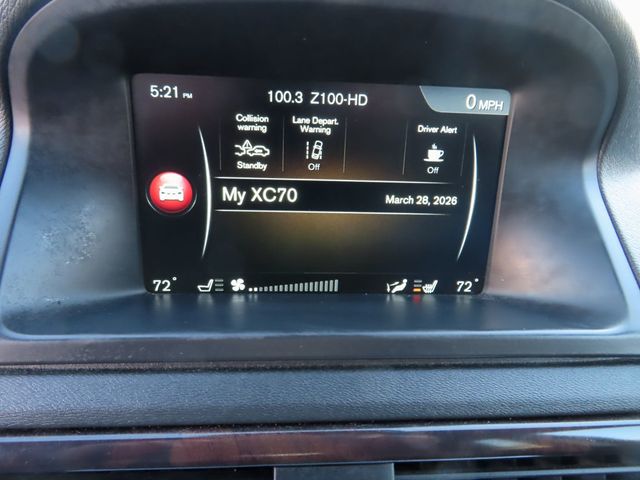 5:21 PM 100.3 Z100-HD 0 MPH
Collision warning Standby
Lane Depart. Warning Off
Driver Alert Off
My XC70 March 28, 2026
72° 72°